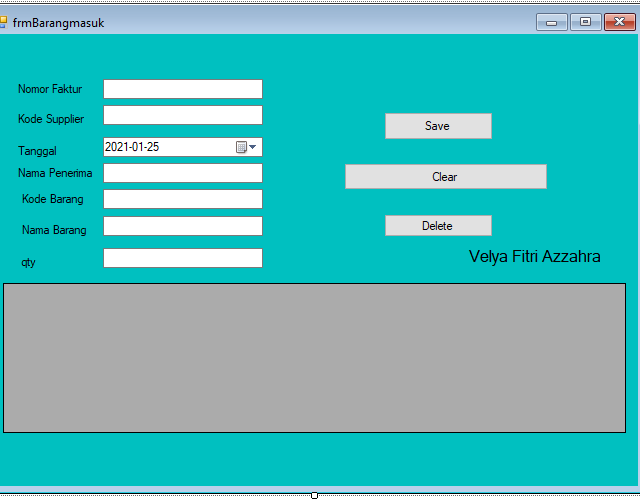 frmBarangmasuk
Nomor Faktur
Kode Supplier
Tanggal
2021-01-25
Nama Penerima
Kode Barang
Nama Barang
qty
Save
Clear
Delete
Velya Fitri Azzahra